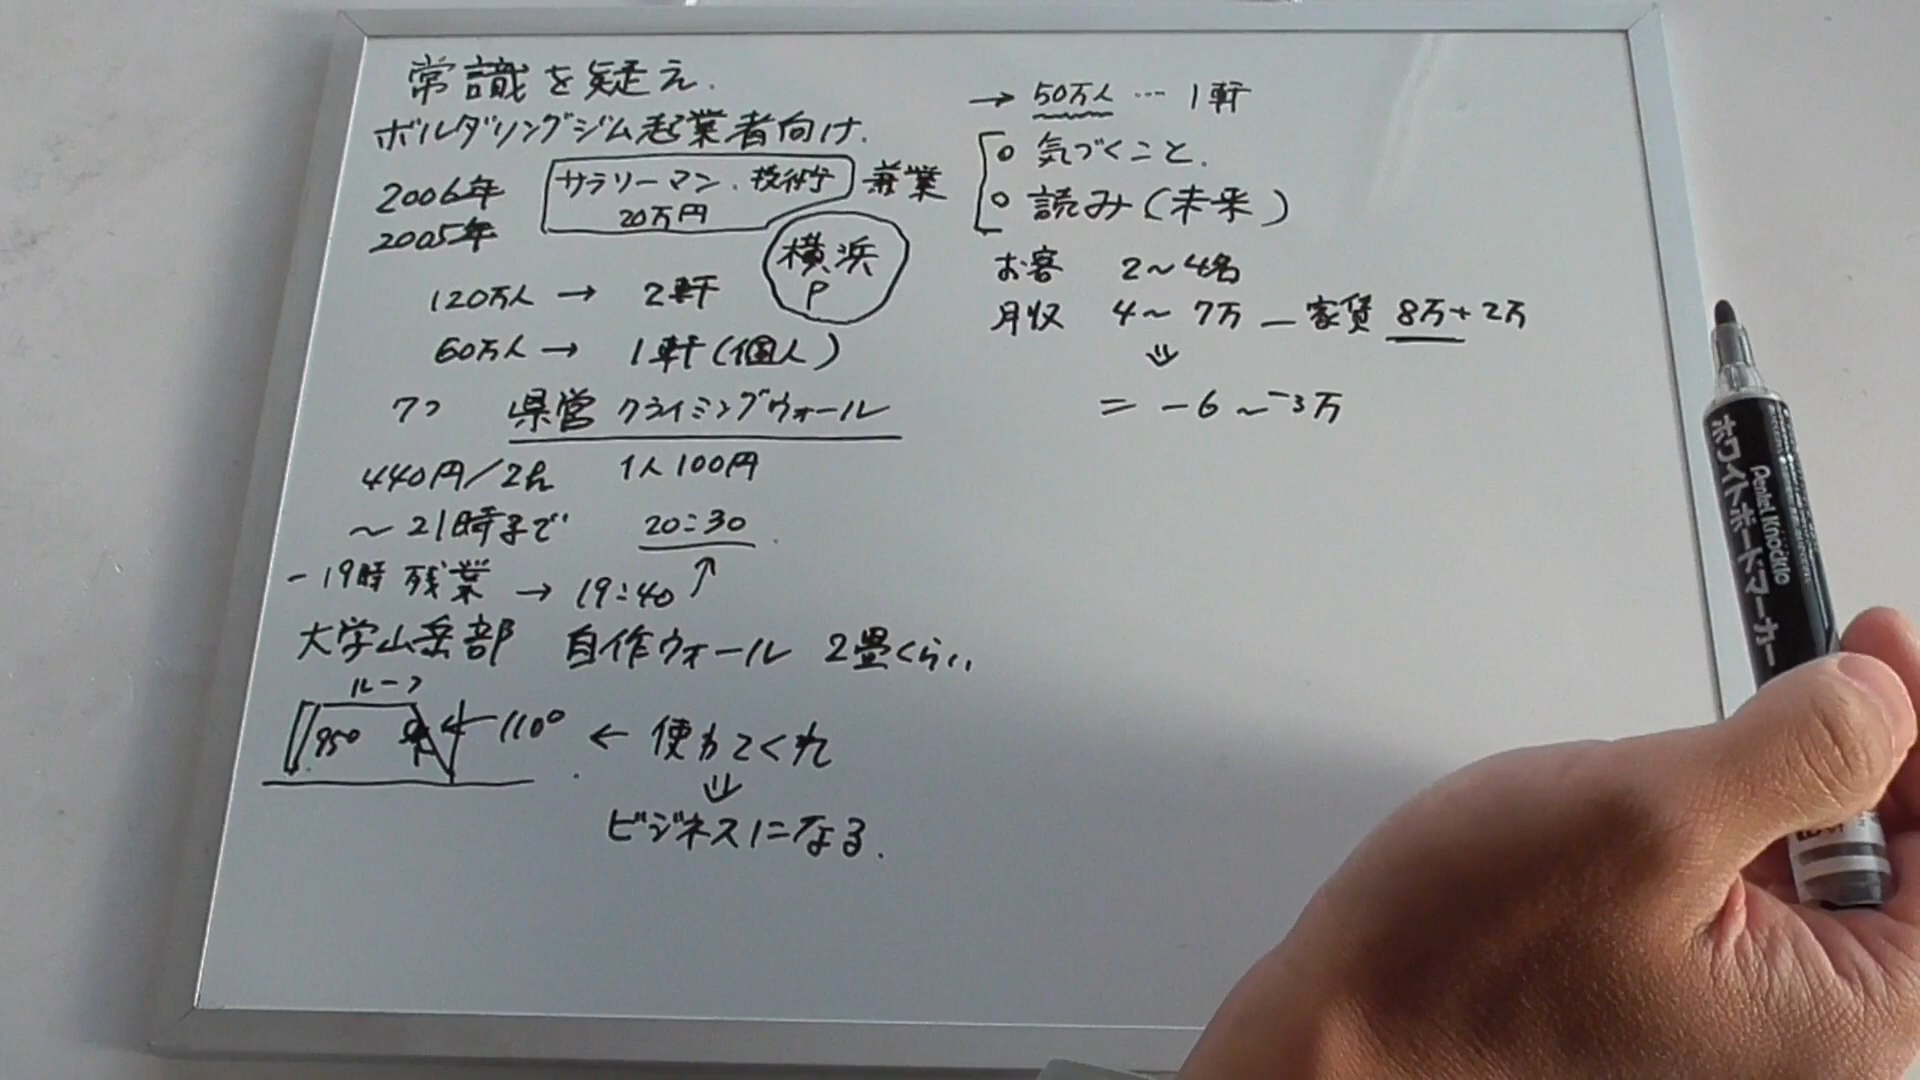 常識を疑え.
ボルダリングジム起業者向け.
2006年 サラリーマン、技術 兼業
2005年 20万円
横浜
P
120万人 → 2軒
60万人 → 1軒(個人)
7つ 県営 クライミングウォール
440円/2h 1人100円
〜21時まで 20:30
-19時 残業 → 19:40 ↑
大学山岳部 自作ウォール 2畳くらい
ルーフ
95° ← 110° ← 使わてくれ
⇓
ビジネスになる.
→ 50万人 … 1軒
○ 気づくこと.
○ 読み(未来)
お客 2〜4名
月収 4〜7万 — 家賃 8万+2万
⇓
= -6〜-3万
Pentel Knockle
ホワイトボードマーカー